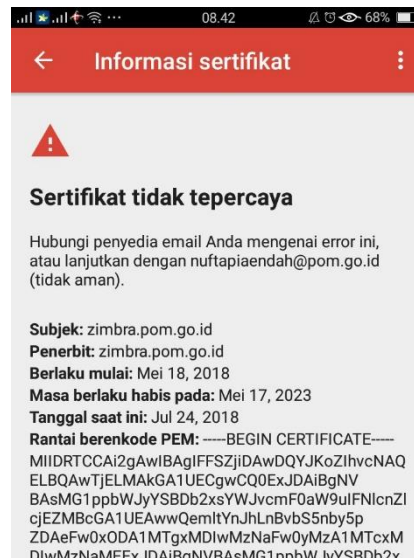 08.42
68%
Informasi sertifikat
Sertifikat tidak tepercaya
Hubungi penyedia email Anda mengenai error ini,
atau lanjutkan dengan nuftapiaendah@pom.go.id
(tidak aman).
Subjek: zimbra.pom.go.id
Penerbit: zimbra.pom.go.id
Berlaku mulai: Mei 18, 2018
Masa berlaku habis pada: Mei 17, 2023
Tanggal saat ini: Jul 24, 2018
Rantai berenkode PEM: -----BEGIN CERTIFICATE-----
MIIDRTCCAi2gAwIBAgIFFSZjiDAwDQYJKoZIhvcNAQ
ELBQAwTjELMAkGA1UECgwCQ0ExJDAiBgNV
BAsMG1ppbWJyYSBDb2xsYWJvcmF0aW9uIFNlcnZl
cjEZMBcGA1UEAwwQemltYnJhLnBvbS5nby5p
ZDAeFw0xODA1MTgxMDIwMzNaFw0yMzA1MTcxM
DIwMzNaMEExJDAiBgNVBAsMG1ppbWJyYSBDb2x